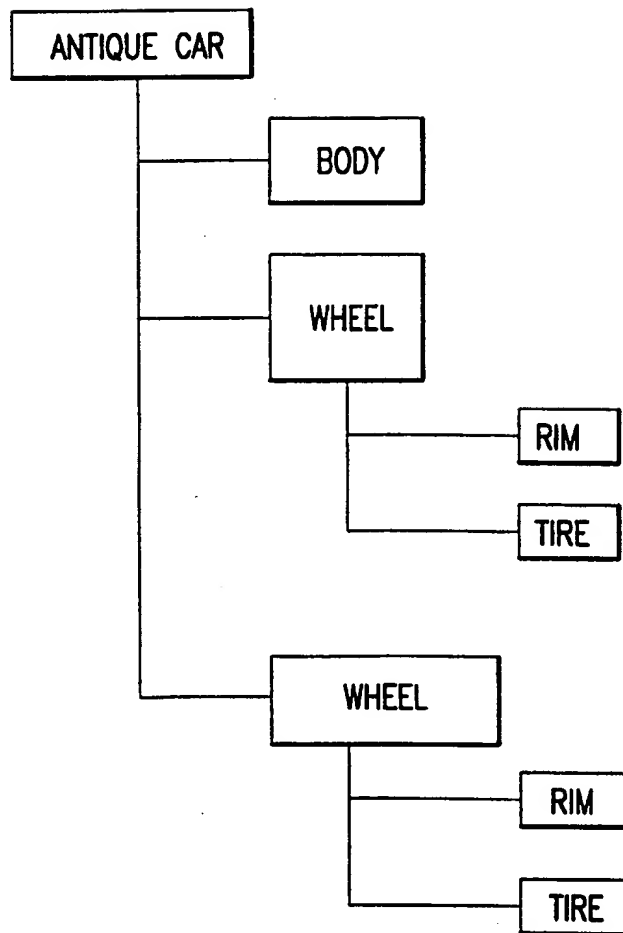 ANTIQUE CAR
BODY
WHEEL
RIM
TIRE
WHEEL
RIM
TIRE